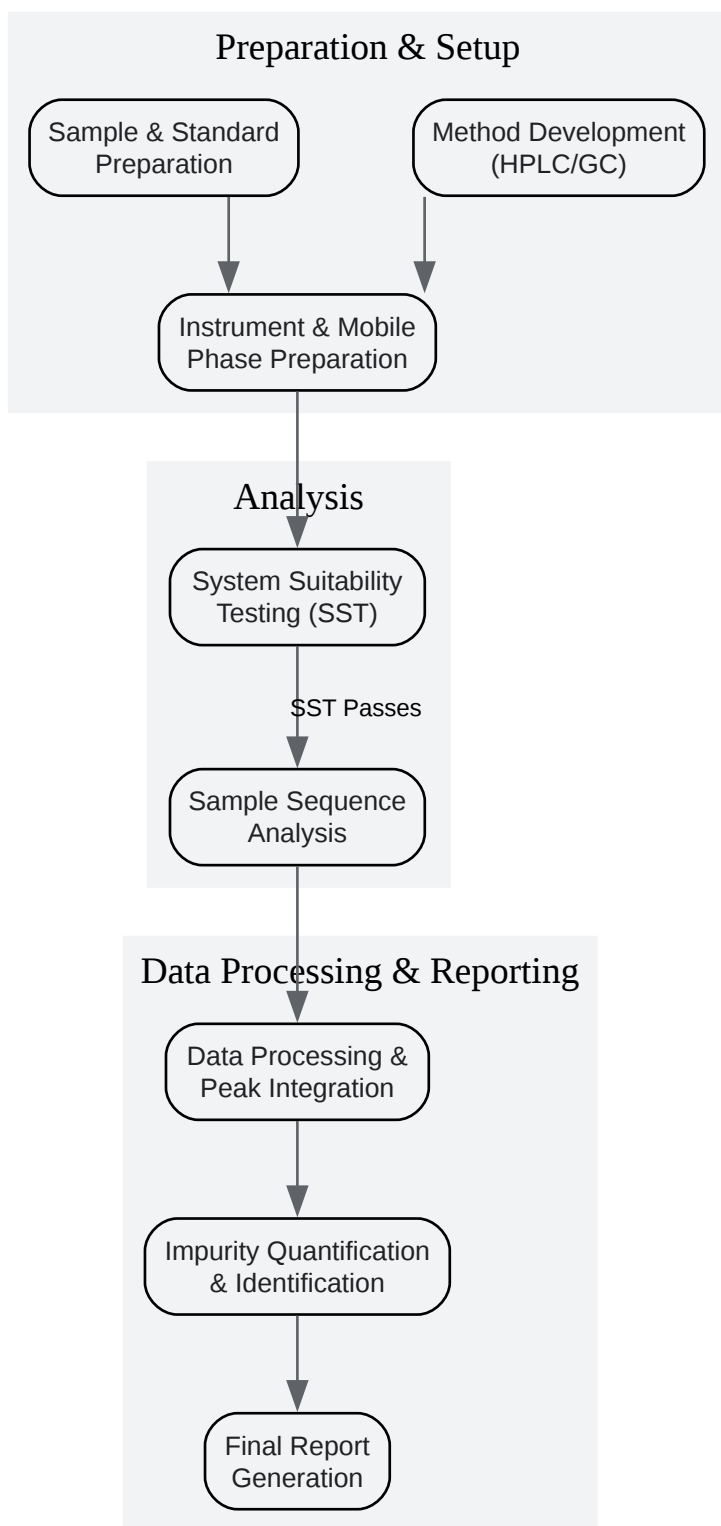 Preparation & Setup
Sample & Standard
Preparation
Method Development
(HPLC/GC)
Instrument & Mobile
Phase Preparation
Analysis
System Suitability
Testing (SST)
SST Passes
Sample Sequence
Analysis
Data Processing & Reporting
Data Processing &
Peak Integration
Impurity Quantification
& Identification
Final Report
Generation